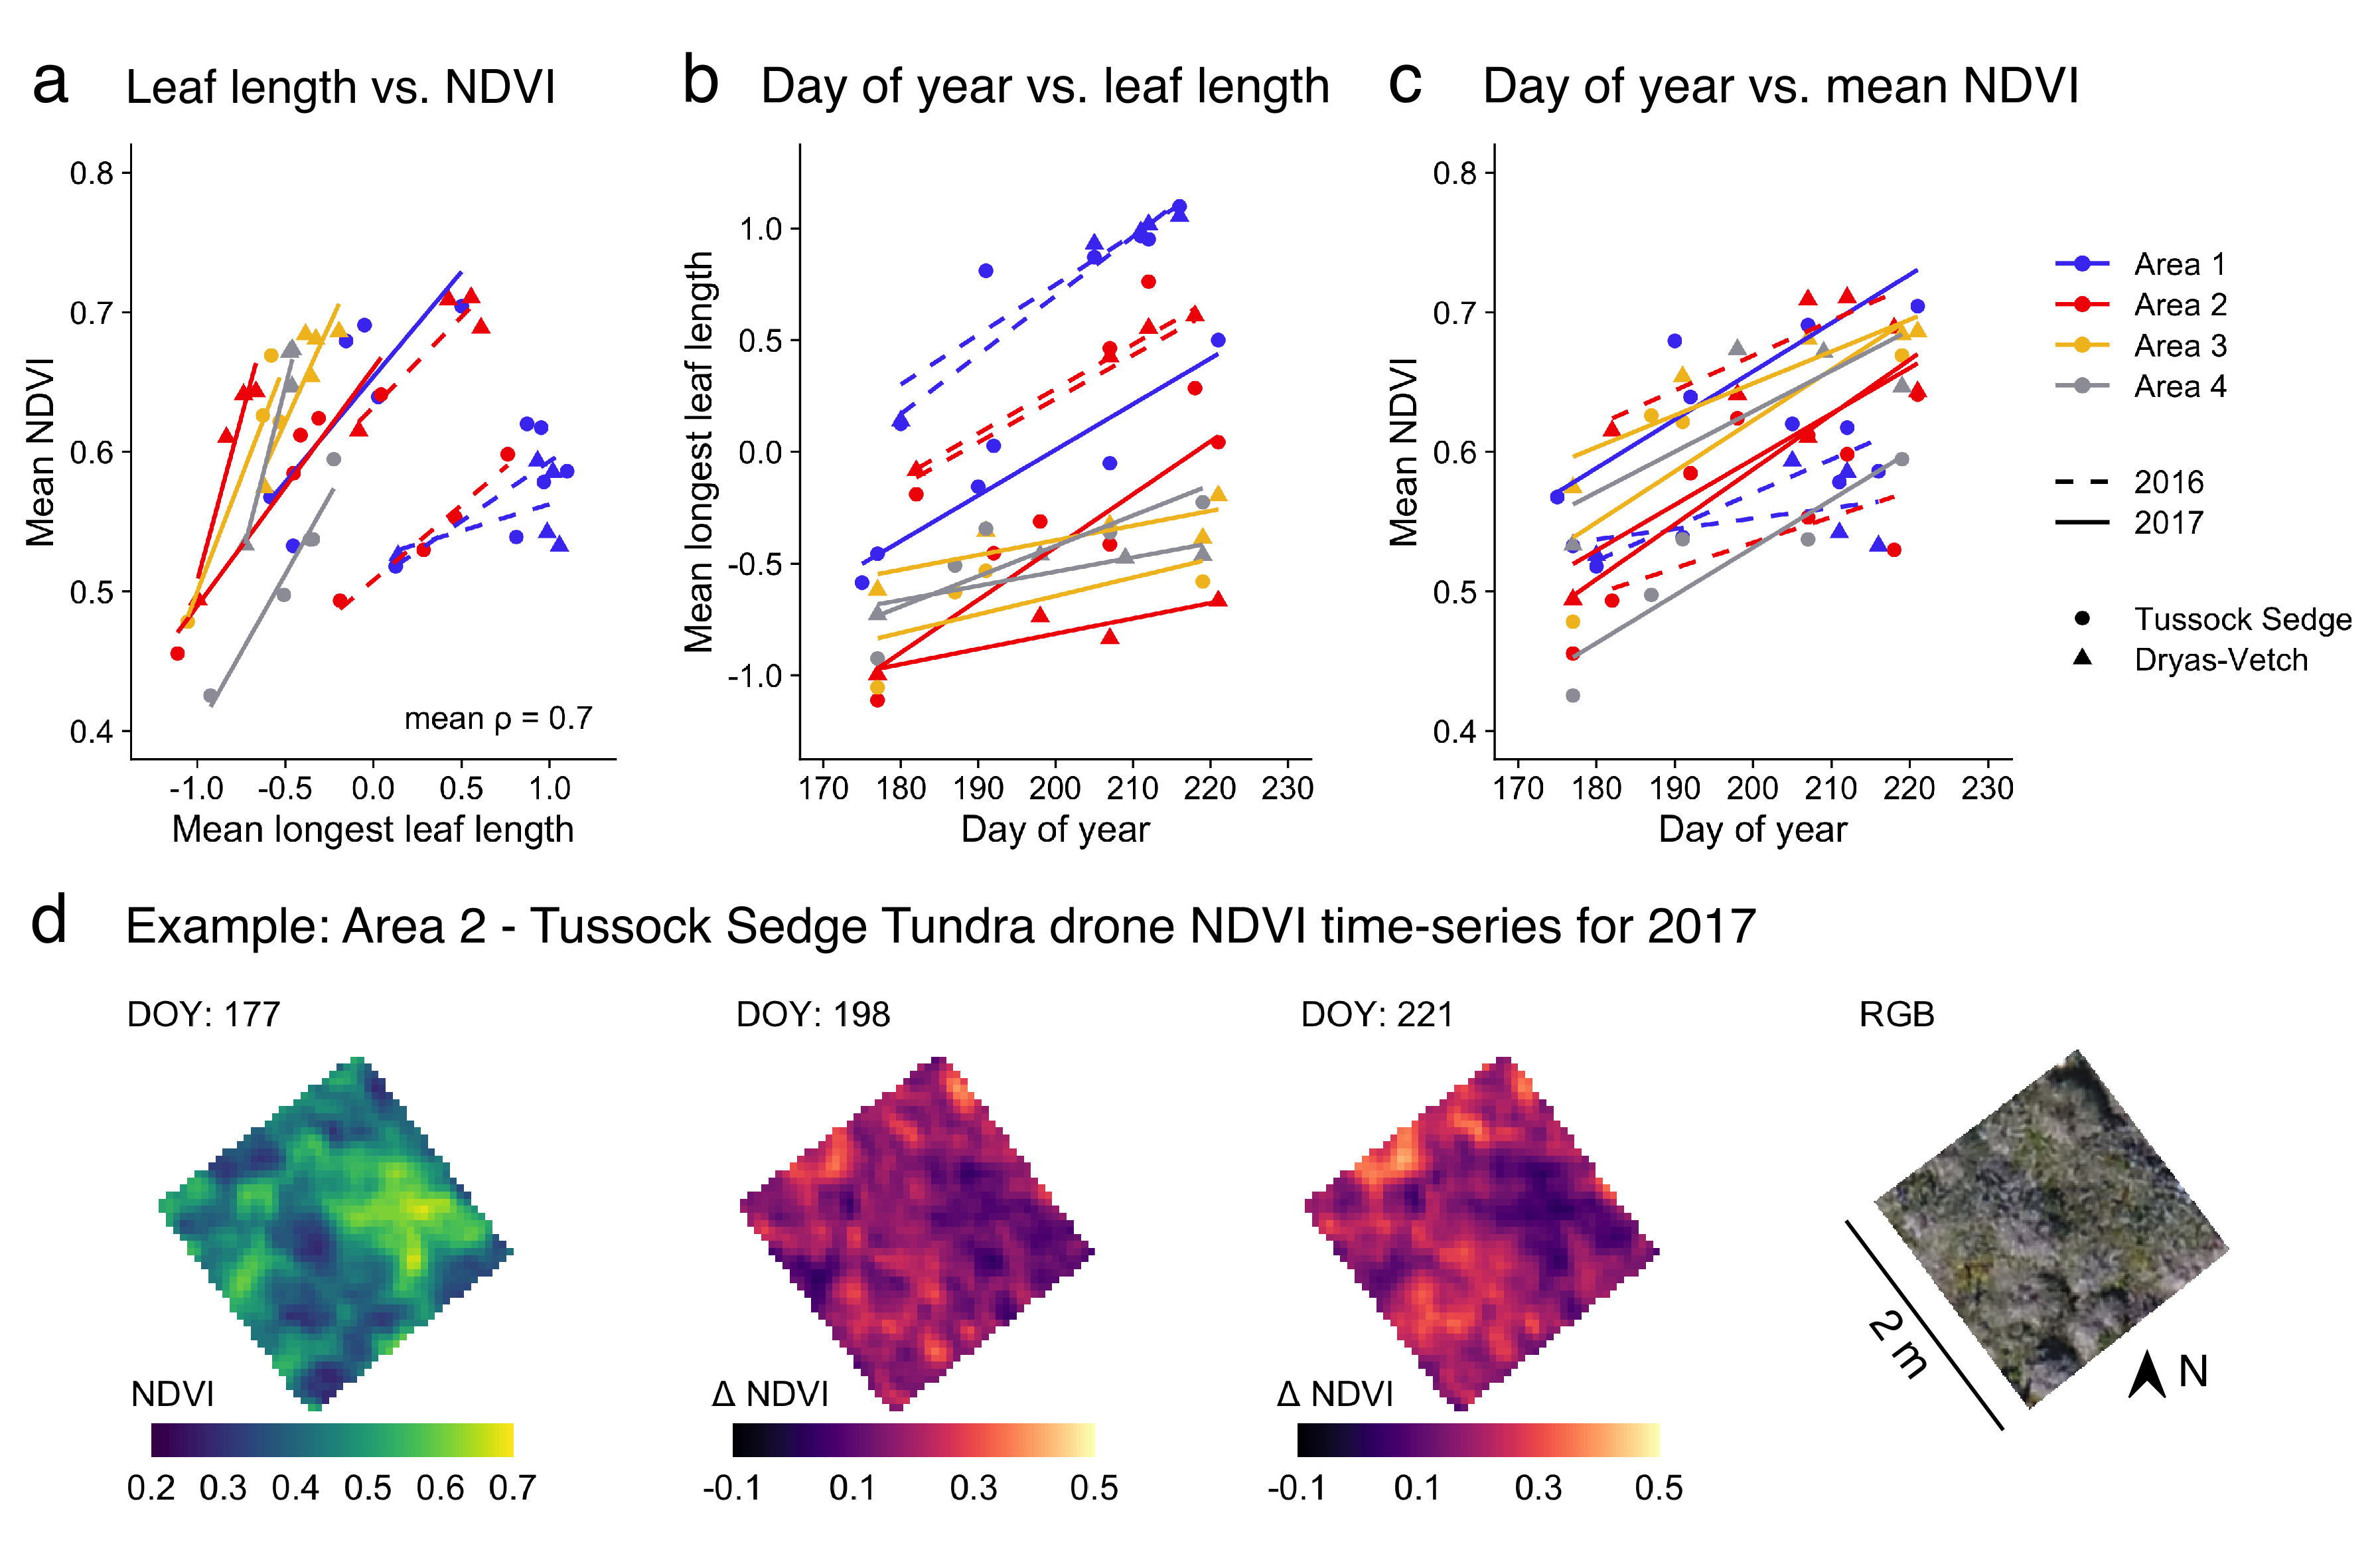 a Leaf length vs. NDVI
b Day of year vs. leaf length
c Day of year vs. mean NDVI
Mean NDVI
0.8
0.7
0.6
0.5
0.4
mean ρ = 0.7
-1.0 -0.5 0.0 0.5 1.0
Mean longest leaf length
Mean longest leaf length
1.0
0.5
0.0
-0.5
-1.0
170 180 190 200 210 220 230
Day of year
Mean NDVI
0.8
0.7
0.6
0.5
0.4
170 180 190 200 210 220 230
Day of year
Area 1
Area 2
Area 3
Area 4
2016
2017
Tussock Sedge
Dryas-Vetch
d Example: Area 2 - Tussock Sedge Tundra drone NDVI time-series for 2017
DOY: 177
NDVI
0.2 0.3 0.4 0.5 0.6 0.7
DOY: 198
Δ NDVI
-0.1 0.1 0.3 0.5
DOY: 221
Δ NDVI
-0.1 0.1 0.3 0.5
RGB
2 m
N